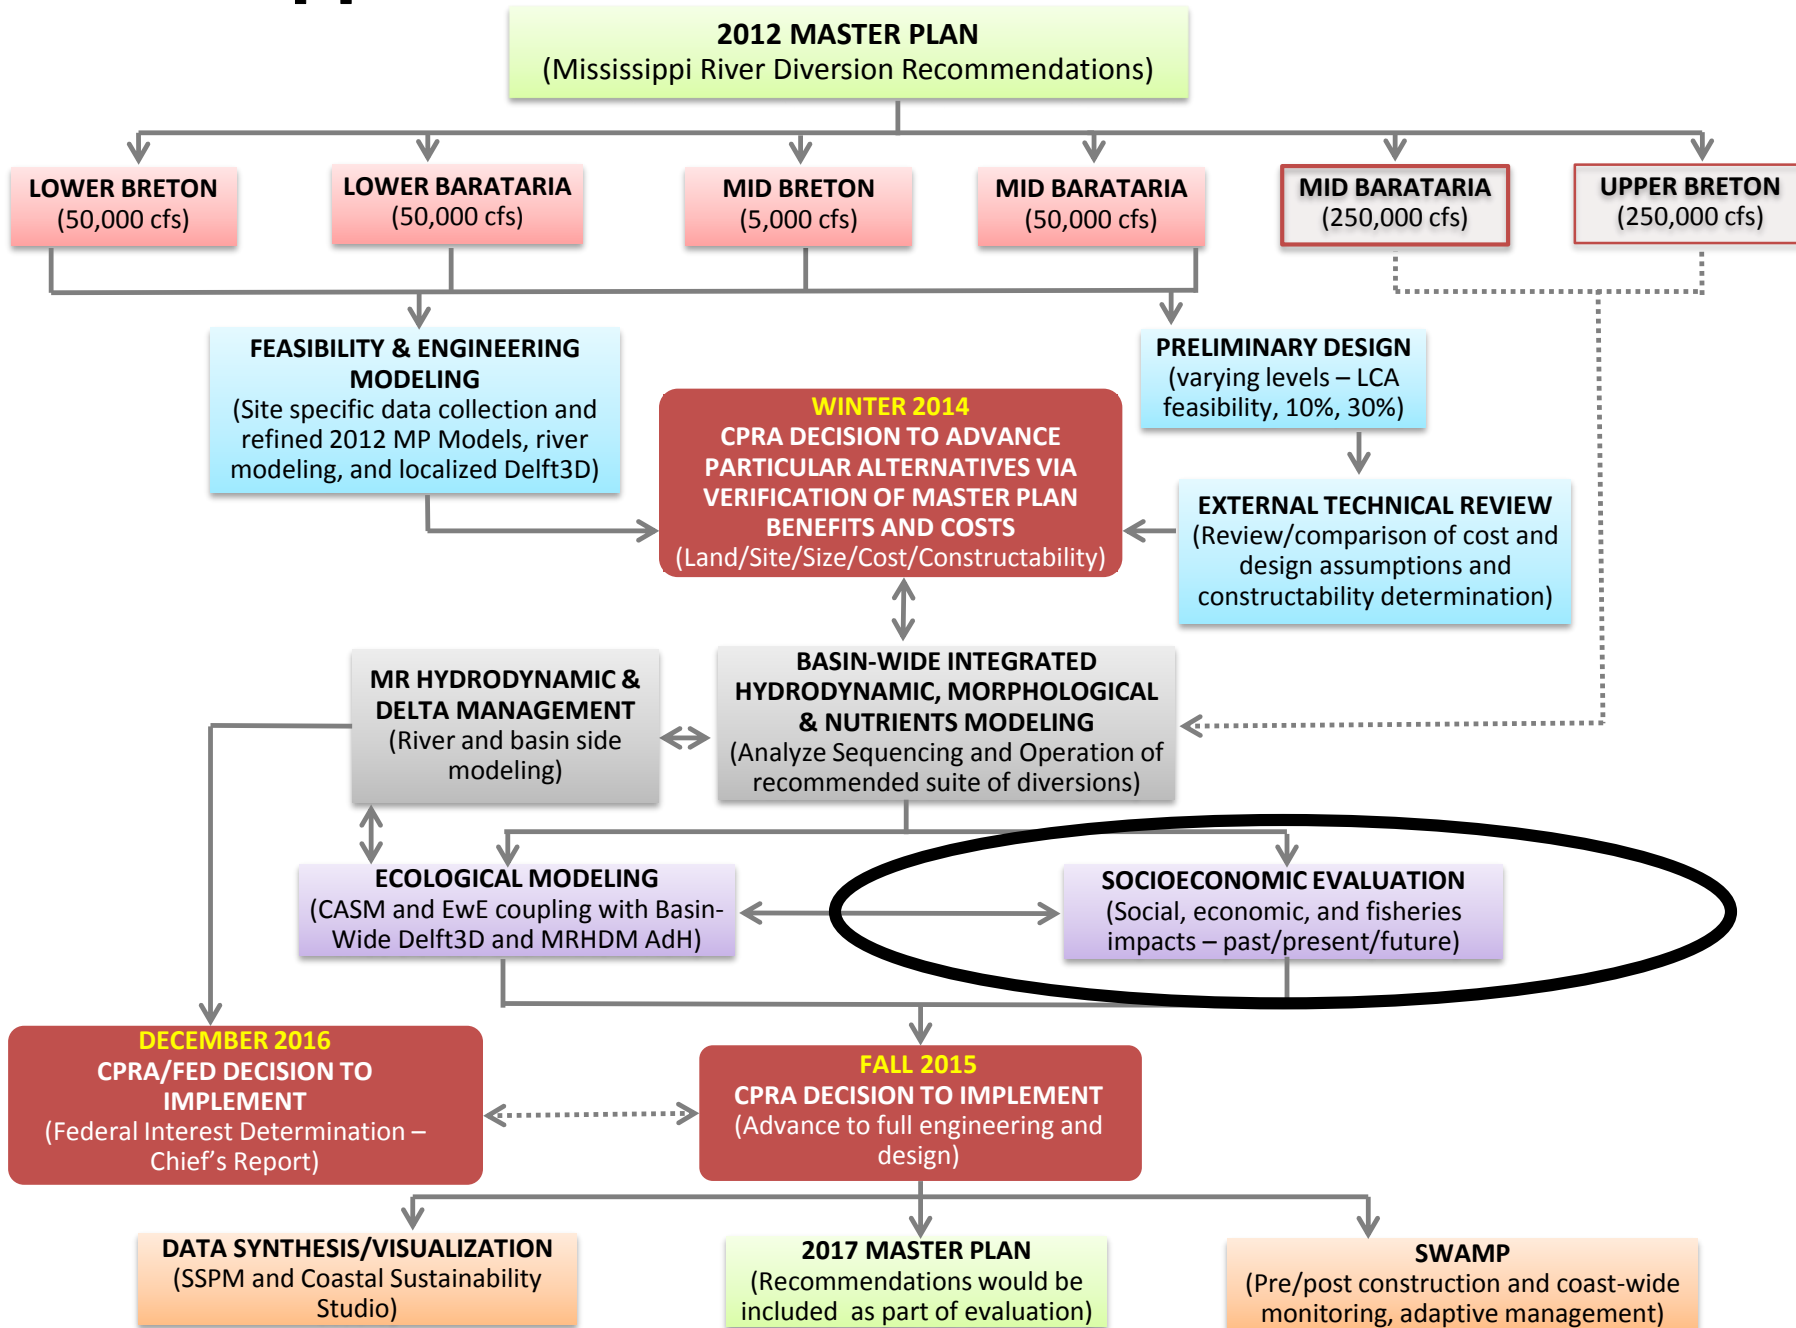 2012 MASTER PLAN
(Mississippi River Diversion Recommendations)
LOWER BRETON
(50,000 cfs)
LOWER BARATARIA
(50,000 cfs)
MID BRETON
(5,000 cfs)
MID BARATARIA
(50,000 cfs)
MID BARATARIA
(250,000 cfs)
UPPER BRETON
(250,000 cfs)
FEASIBILITY & ENGINEERING
MODELING
(Site specific data collection and
refined 2012 MP Models, river
modeling, and localized Delft3D)
PRELIMINARY DESIGN
(varying levels – LCA
feasibility, 10%, 30%)
WINTER 2014
CPRA DECISION TO ADVANCE
PARTICULAR ALTERNATIVES VIA
VERIFICATION OF MASTER PLAN
BENEFITS AND COSTS
(Land/Site/Size/Cost/Constructability)
EXTERNAL TECHNICAL REVIEW
(Review/comparison of cost and
design assumptions and
constructability determination)
MR HYDRODYNAMIC &
DELTA MANAGEMENT
(River and basin side
modeling)
BASIN-WIDE INTEGRATED
HYDRODYNAMIC, MORPHOLOGICAL
& NUTRIENTS MODELING
(Analyze Sequencing and Operation of
recommended suite of diversions)
ECOLOGICAL MODELING
(CASM and EwE coupling with Basin-
Wide Delft3D and MRHDM AdH)
SOCIOECONOMIC EVALUATION
(Social, economic, and fisheries
impacts – past/present/future)
DECEMBER 2016
CPRA/FED DECISION TO
IMPLEMENT
(Federal Interest Determination –
Chief's Report)
FALL 2015
CPRA DECISION TO IMPLEMENT
(Advance to full engineering and
design)
DATA SYNTHESIS/VISUALIZATION
(SSPM and Coastal Sustainability
Studio)
2017 MASTER PLAN
(Recommendations would be
included as part of evaluation)
SWAMP
(Pre/post construction and coast-wide
monitoring, adaptive management)